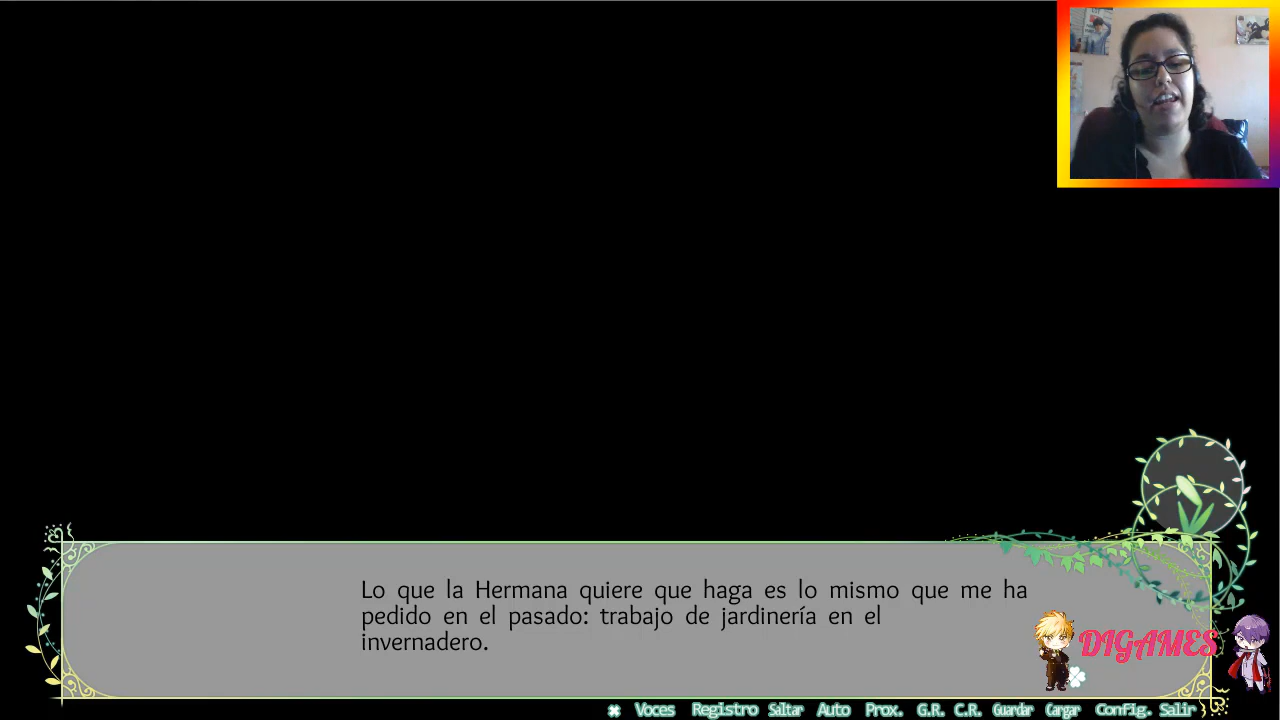 Lo que la Hermana quiere que haga es lo mismo que me ha
pedido en el pasado: trabajo de jardinería en el
invernadero.
DIGAMES
Voces Registro Saltar Auto Prox. G.R. C.R. Guardar Cargar Config. Salir